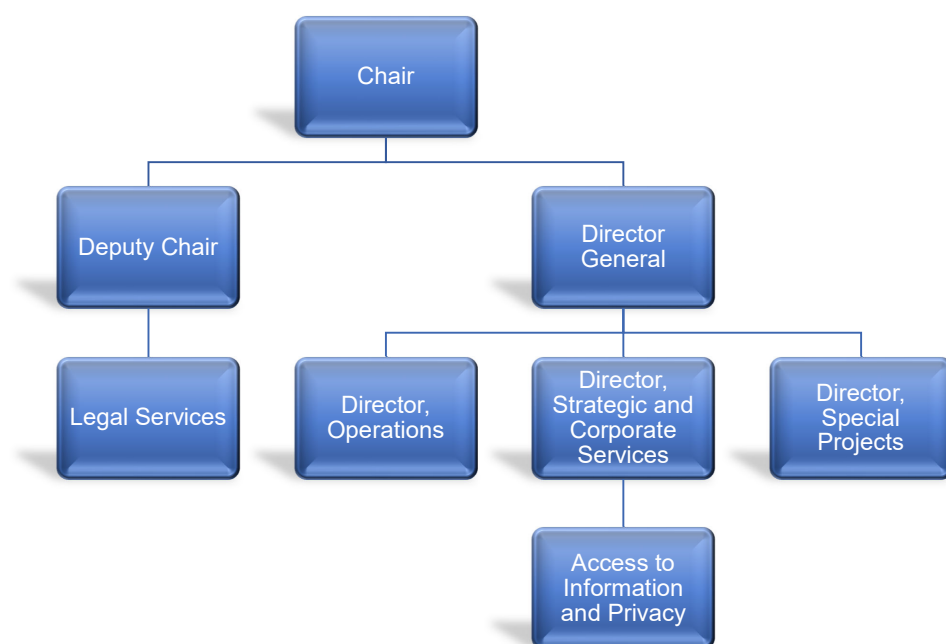 Chair
Deputy Chair
Director
General
Legal Services
Director,
Operations
Director,
Strategic and
Corporate
Services
Director,
Special
Projects
Access to
Information
and Privacy